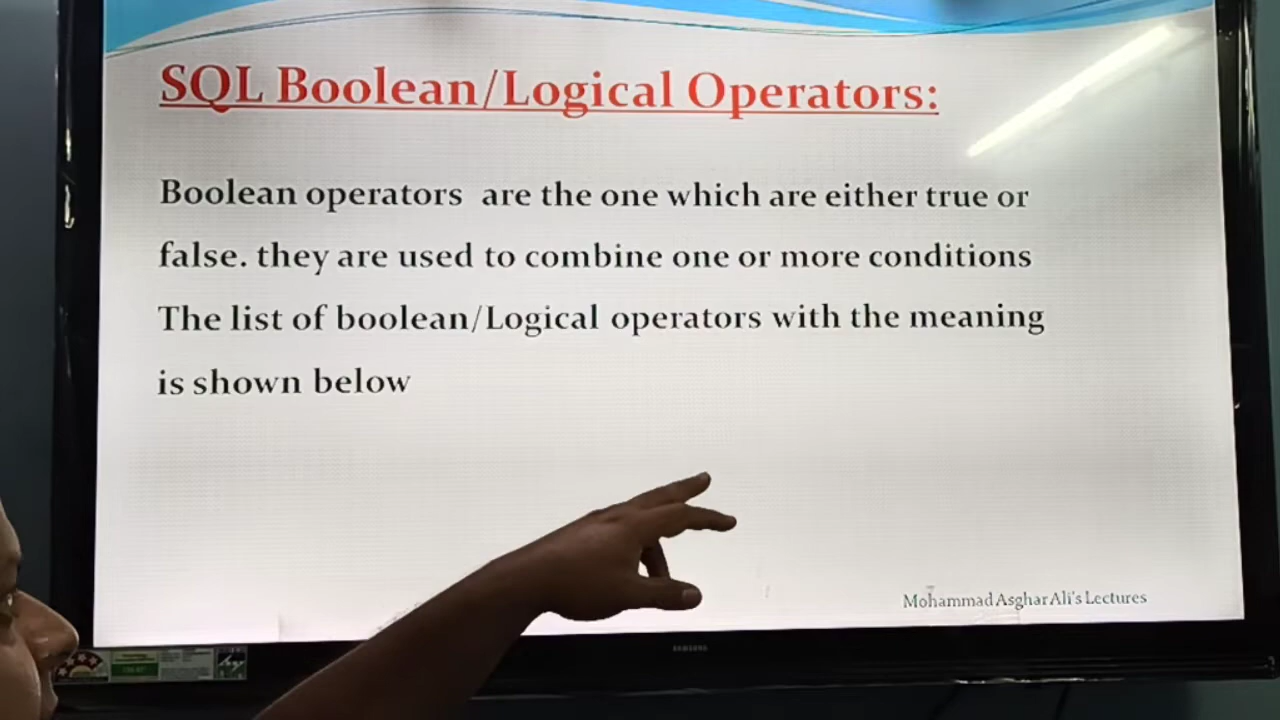 SQL Boolean/Logical Operators:
Boolean operators are the one which are either true or
false. they are used to combine one or more conditions
The list of boolean/Logical operators with the meaning
is shown below
Mohammad Asghar Ali's Lectures
SAMSUNG